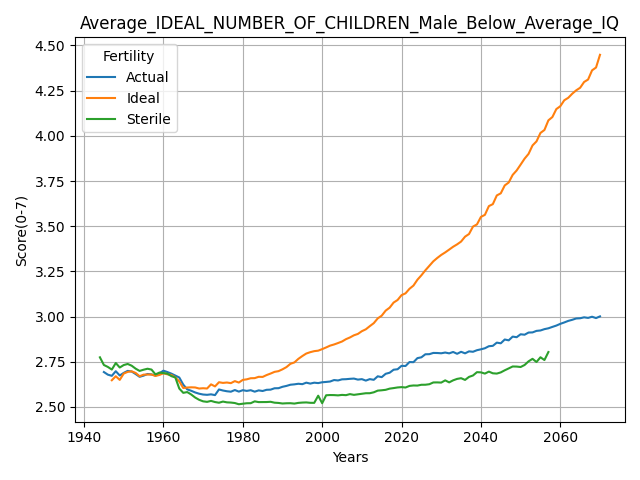 Average_IDEAL_NUMBER_OF_CHILDREN_Male_Below_Average_IQ
Fertility
Actual
Ideal
Sterile
Score(0-7)
4.50
4.25
4.00
3.75
3.50
3.25
3.00
2.75
2.50
1940 1960 1980 2000 2020 2040 2060
Years